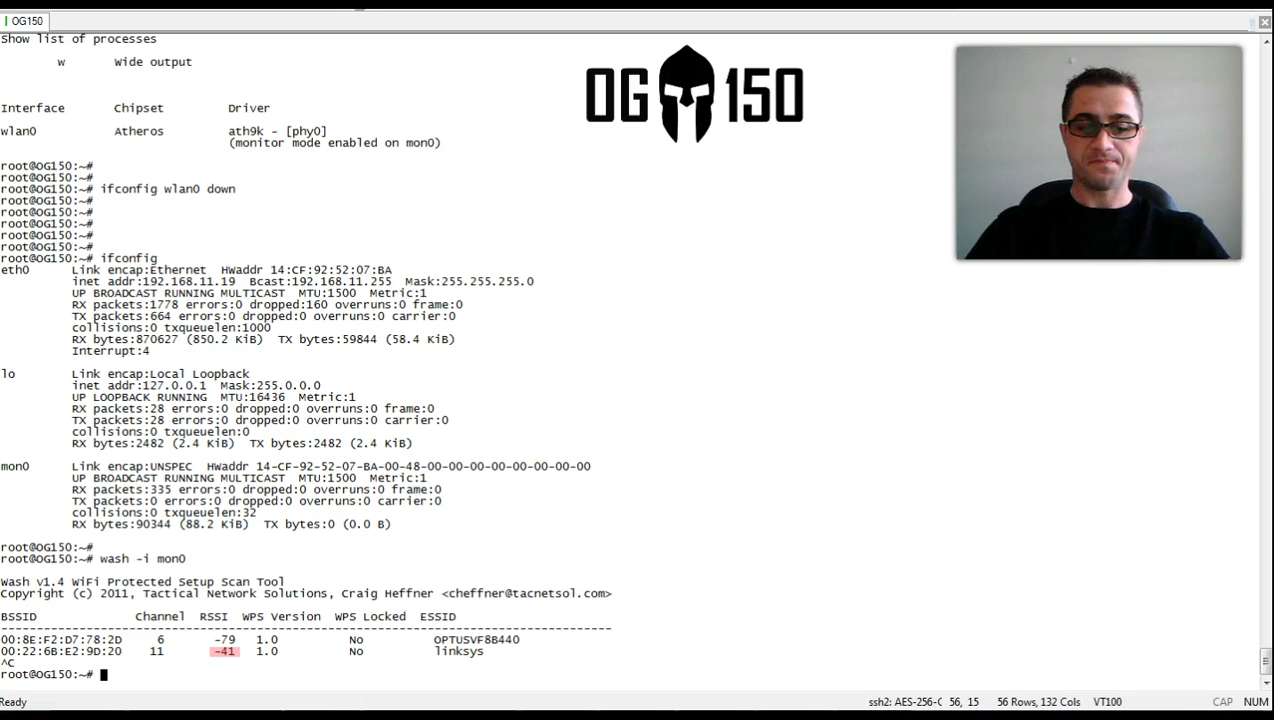 OG150
Show list of processes
w Wide output
OG 150
Interface Chipset Driver
wlan0 Atheros ath9k - [phy0]
(monitor mode enabled on mon0)
root@OG150:~#
root@OG150:~#
root@OG150:~# ifconfig wlan0 down
root@OG150:~#
root@OG150:~#
root@OG150:~#
root@OG150:~#
root@OG150:~#
root@OG150:~# ifconfig
eth0 Link encap:Ethernet HWaddr 14:CF:92:52:07:BA
inet addr:192.168.11.19 Bcast:192.168.11.255 Mask:255.255.255.0
UP BROADCAST RUNNING MULTICAST MTU:1500 Metric:1
RX packets:1778 errors:0 dropped:160 overruns:0 frame:0
TX packets:664 errors:0 dropped:0 overruns:0 carrier:0
collisions:0 txqueuelen:1000
RX bytes:870627 (850.2 KiB) TX bytes:59844 (58.4 KiB)
Interrupt:4
lo Link encap:Local Loopback
inet addr:127.0.0.1 Mask:255.0.0.0
UP LOOPBACK RUNNING MTU:16436 Metric:1
RX packets:28 errors:0 dropped:0 overruns:0 frame:0
TX packets:28 errors:0 dropped:0 overruns:0 carrier:0
collisions:0 txqueuelen:0
RX bytes:2482 (2.4 KiB) TX bytes:2482 (2.4 KiB)
mon0 Link encap:UNSPEC HWaddr 14-CF-92-52-07-BA-00-48-00-00-00-00-00-00-00-00
UP BROADCAST RUNNING MULTICAST MTU:1500 Metric:1
RX packets:335 errors:0 dropped:0 overruns:0 frame:0
TX packets:0 errors:0 dropped:0 overruns:0 carrier:0
collisions:0 txqueuelen:32
RX bytes:90344 (88.2 KiB) TX bytes:0 (0.0 B)
root@OG150:~#
root@OG150:~# wash -i mon0
Wash v1.4 WiFi Protected Setup Scan Tool
Copyright (c) 2011, Tactical Network Solutions, Craig Heffner <cheffner@tacnetsol.com>
BSSID Channel RSSI WPS Version WPS Locked ESSID
---------------------------------------------------------------------------------------
00:8E:F2:D7:78:2D 6 -79 1.0 No OPTUSVF8B440
00:22:6B:E2:9D:20 11 -41 1.0 No linksys
^C
root@OG150:~#
Ready ssh2: AES-256-C 56, 15 56 Rows, 132 Cols VT100 CAP NUM